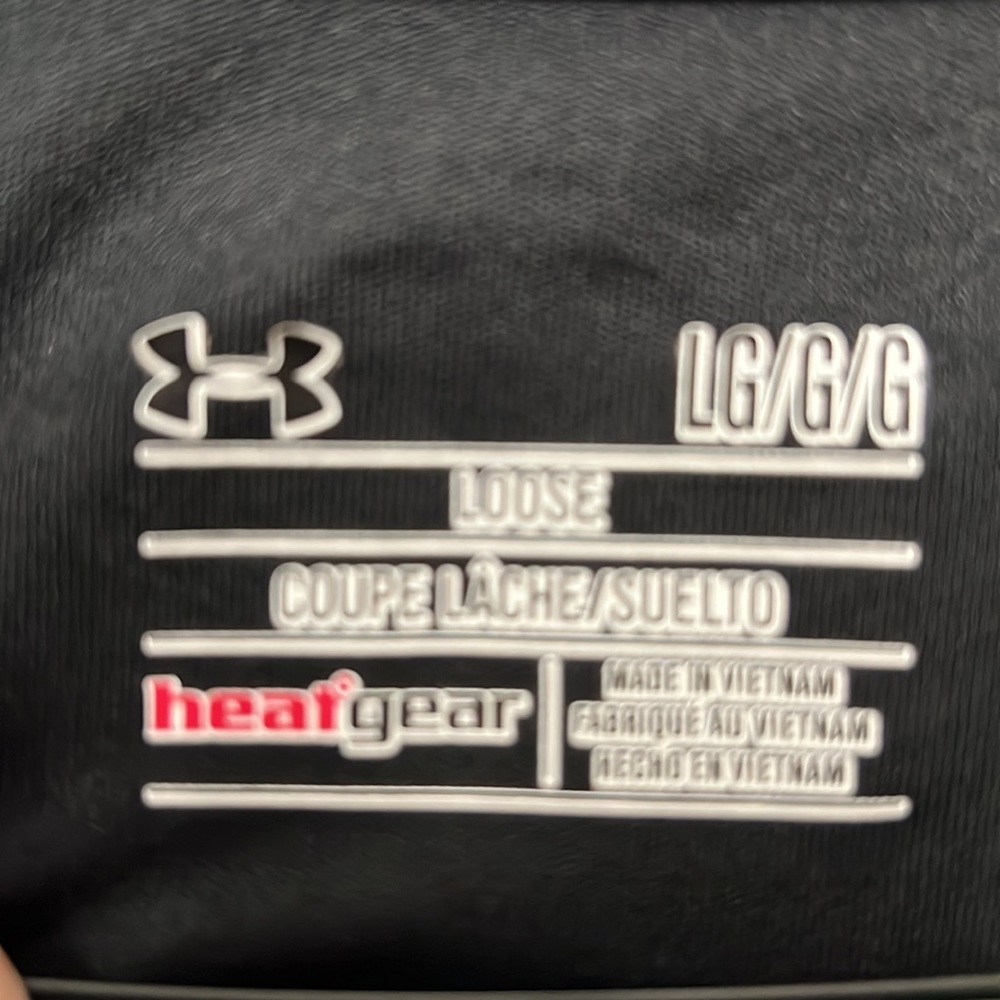 LG/G/G
LOOSE
COUPE LÂCHE/SUELTO
heatgear
MADE IN VIETNAM
FABRIQUÉ AU VIETNAM
HECHO EN VIETNAM